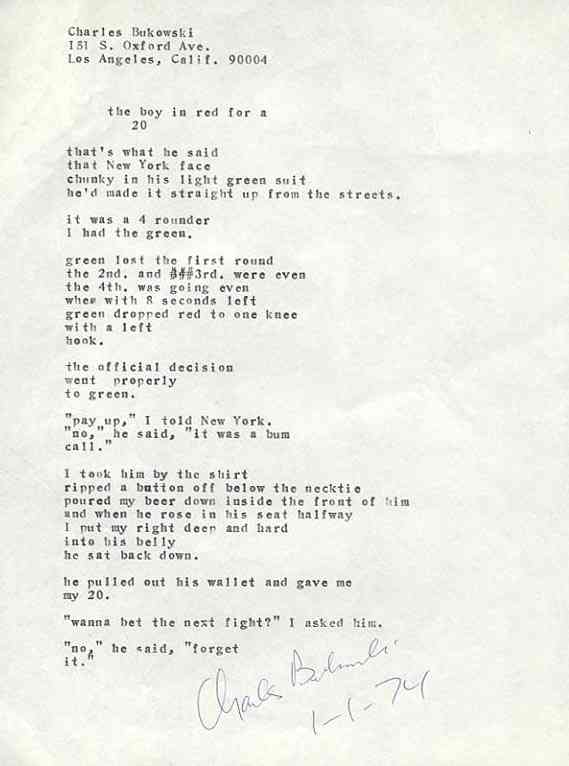 Charles Bukowski
151 S. Oxford Ave.
Los Angeles, Calif. 90004
the boy in red for a
20
that's what he said
that New York face
chunky in his light green suit
he'd made it straight up from the streets.
it was a 4 rounder
I had the green.
green lost the first round
the 2nd. and ###3rd. were even
the 4th. was going even
when with 8 seconds left
green dropped red to one knee
with a left
hook.
the official decision
went properly
to green.
"pay up," I told New York.
"no," he said, "it was a bum
call."
I took him by the shirt
ripped a button off below the necktie
poured my beer down inside the front of him
and when he rose in his seat halfway
I put my right deep and hard
into his belly
he sat back down.
he pulled out his wallet and gave me
my 20.
"wanna bet the next fight?" I asked him.
"no," he said, "forget
it."
Charles Bukowski
1-1-74